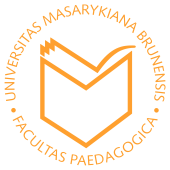 UNIVERSITAS MASARYKIANA BRUNENSIS
• FACULTAS PAEDAGOGICA •